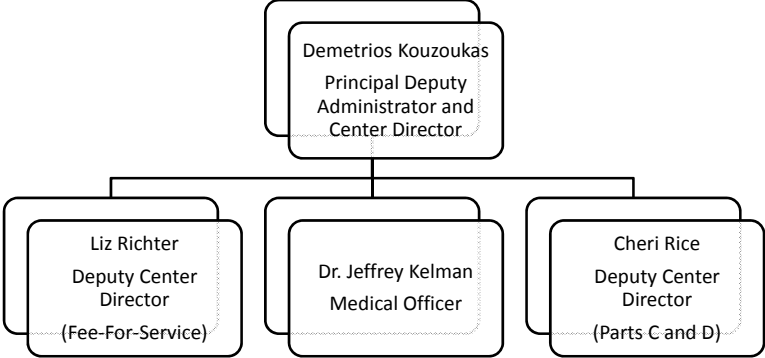 Demetrios Kouzoukas
Principal Deputy
Administrator and
Center Director
Liz Richter
Deputy Center
Director
(Fee-For-Service)
Dr. Jeffrey Kelman
Medical Officer
Cheri Rice
Deputy Center
Director
(Parts C and D)